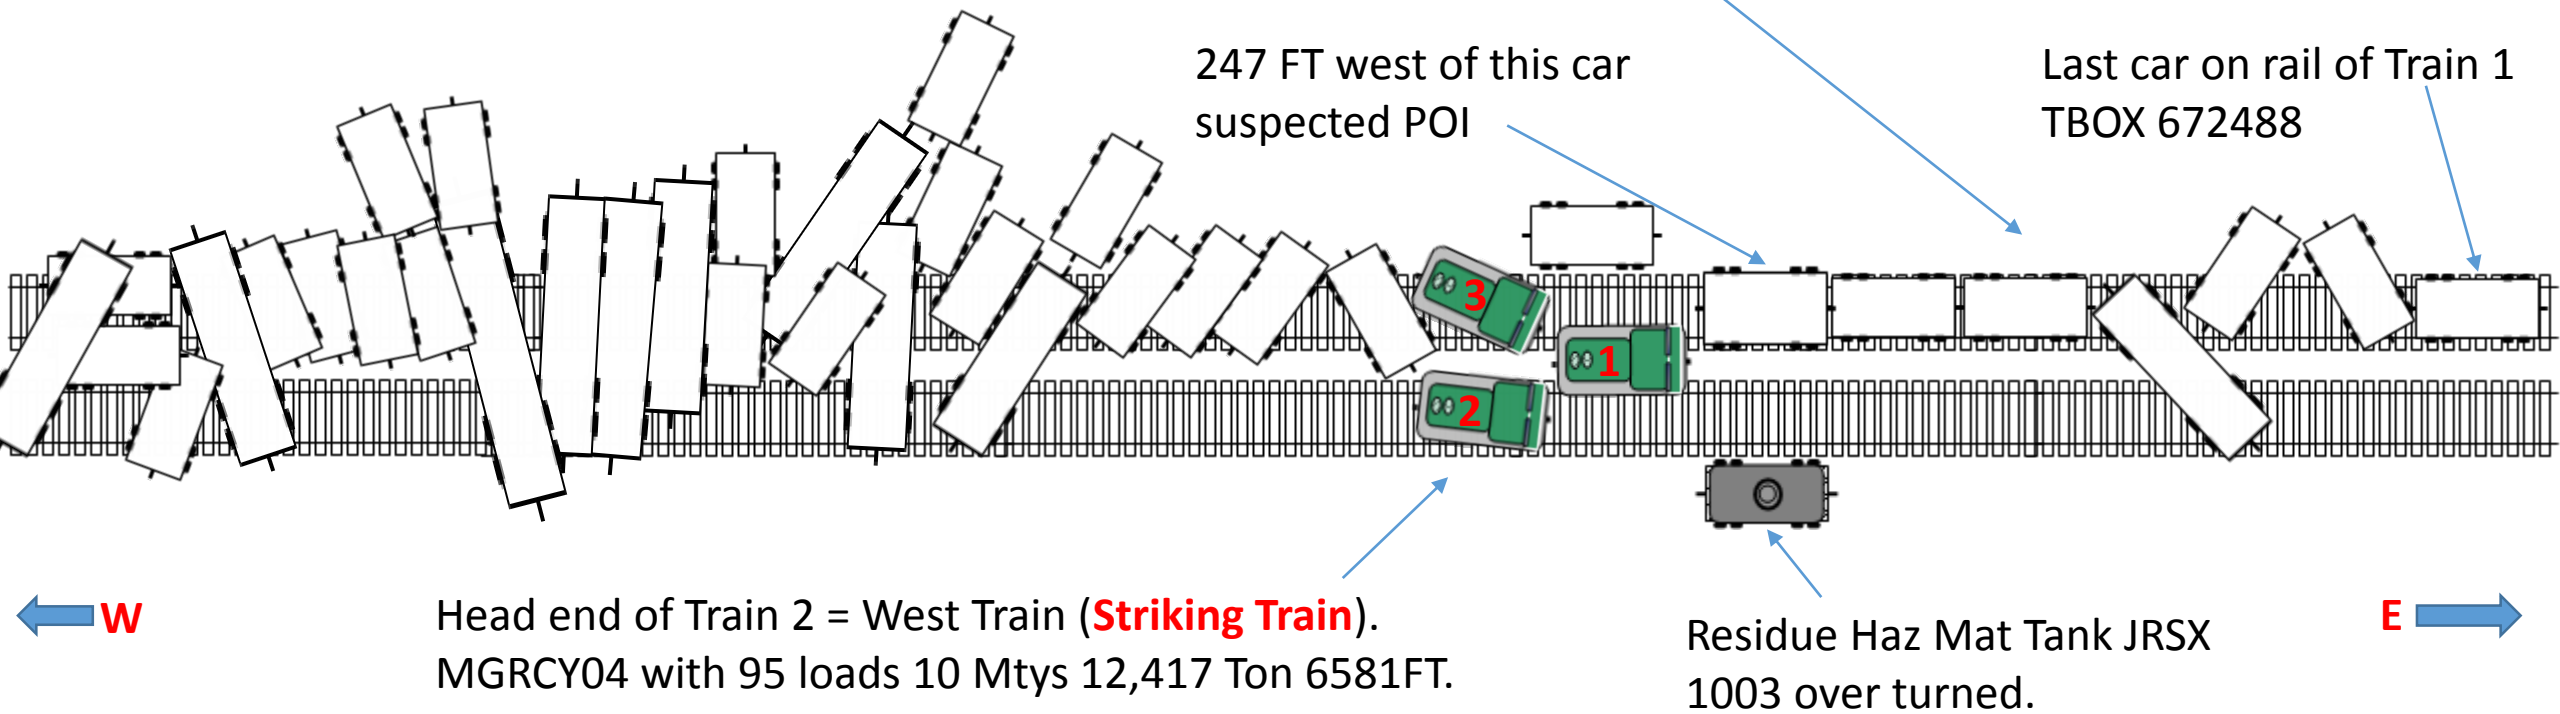 247 FT west of this car
suspected POI
Last car on rail of Train 1
TBOX 672488
3
1
2
W
Head end of Train 2 = West Train (Striking Train).
MGRCY04 with 95 loads 10 Mtys 12,417 Ton 6581FT.
Residue Haz Mat Tank JRSX
1003 over turned.
E